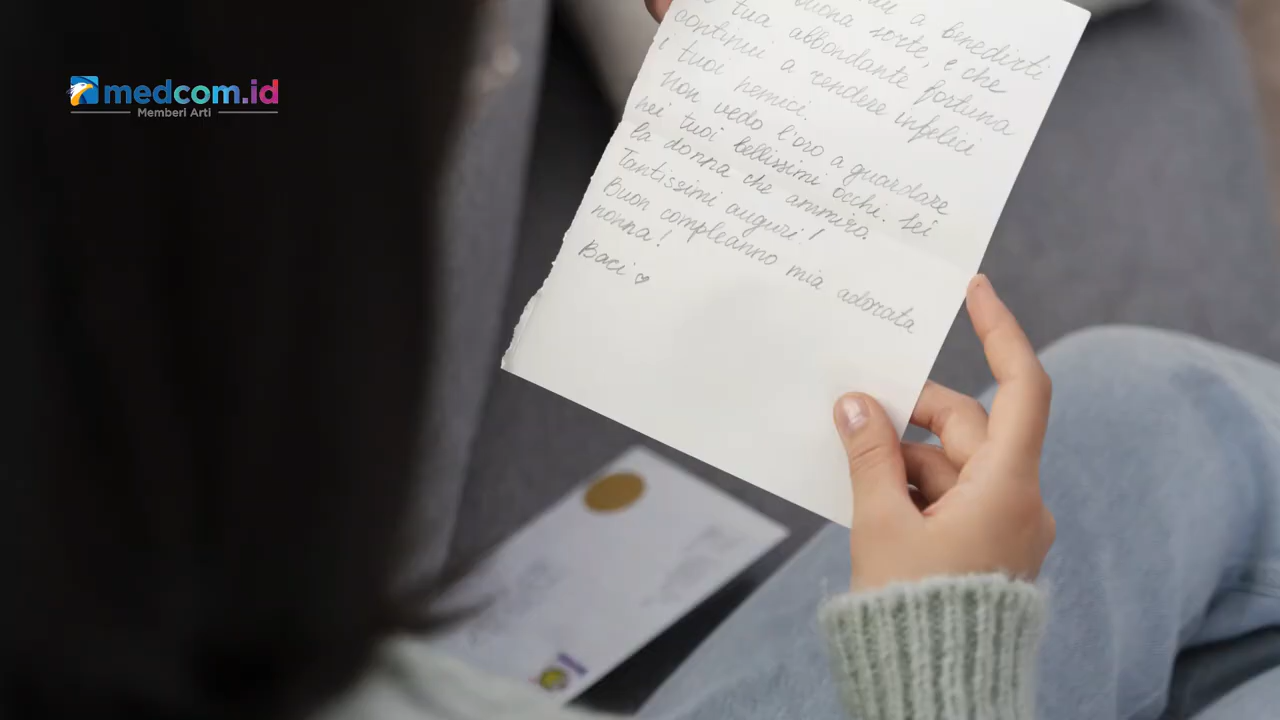 medcom.id
Memberi Arti
a benedirti
buona sorte, e che
tua abbondante fortuna
continui a rendere infelici
i tuoi nemici.
Non vedo l'oro a guardare
nei tuoi bellissimi occhi. Sei
la donna che ammiro.
Tantissimi auguri!
Buon compleanno mia adorata
nonna!
Baci ♡